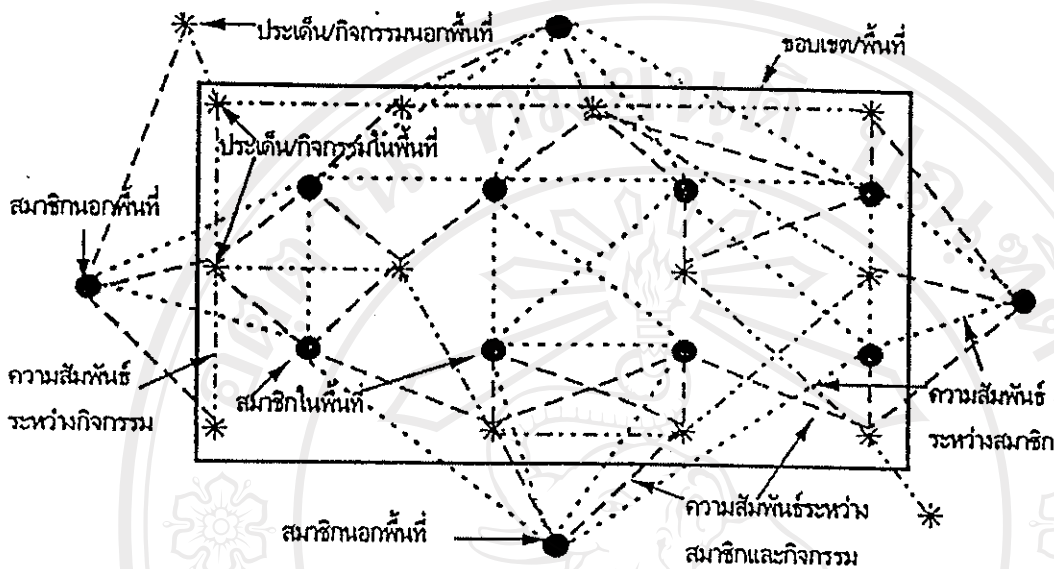 ประเด็น/กิจกรรมนอกพื้นที่
ขอบเขต/พื้นที่
ประเด็น/กิจกรรมในพื้นที่
สมาชิกนอกพื้นที่
ความสัมพันธ์
ระหว่างกิจกรรม
สมาชิกในพื้นที่
ความสัมพันธ์
ระหว่างสมาชิก
สมาชิกนอกพื้นที่
ความสัมพันธ์ระหว่าง
สมาชิกและกิจกรรม